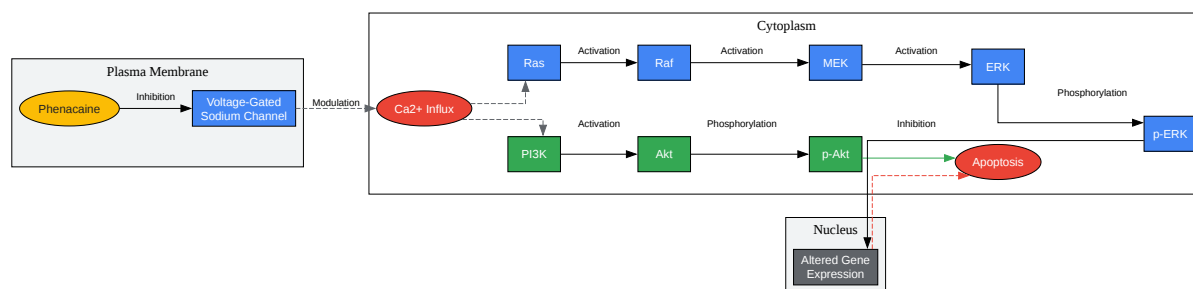 Cytoplasm
Plasma Membrane
Phenacaine
Inhibition
Voltage-Gated
Sodium Channel
Modulation
Ca2+ Influx
Ras
Activation
Raf
Activation
MEK
Activation
ERK
Phosphorylation
p-ERK
PI3K
Activation
Akt
Phosphorylation
p-Akt
Inhibition
Apoptosis
Nucleus
Altered Gene
Expression